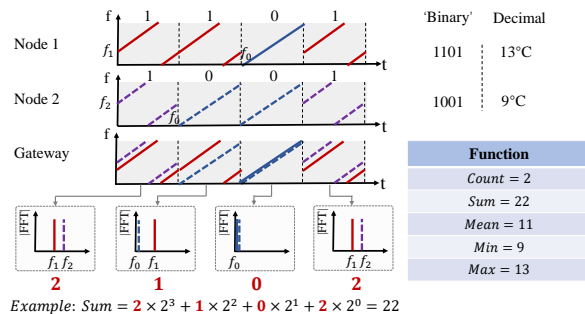 f
1 1 0 1
Node 1
f₁
f₀
t
f
1 0 0 1
Node 2
f₂
f₀
t
f
Gateway
t
|FFT|
f₁ f₂
|FFT|
f₀ f₁
|FFT|
f₀
|FFT|
f₁ f₂
2 1 0 2
Example: Sum = 2 × 2³ + 1 × 2² + 0 × 2¹ + 2 × 2⁰ = 22
'Binary' Decimal
1101 13°C
1001 9°C
Function
Count = 2
Sum = 22
Mean = 11
Min = 9
Max = 13